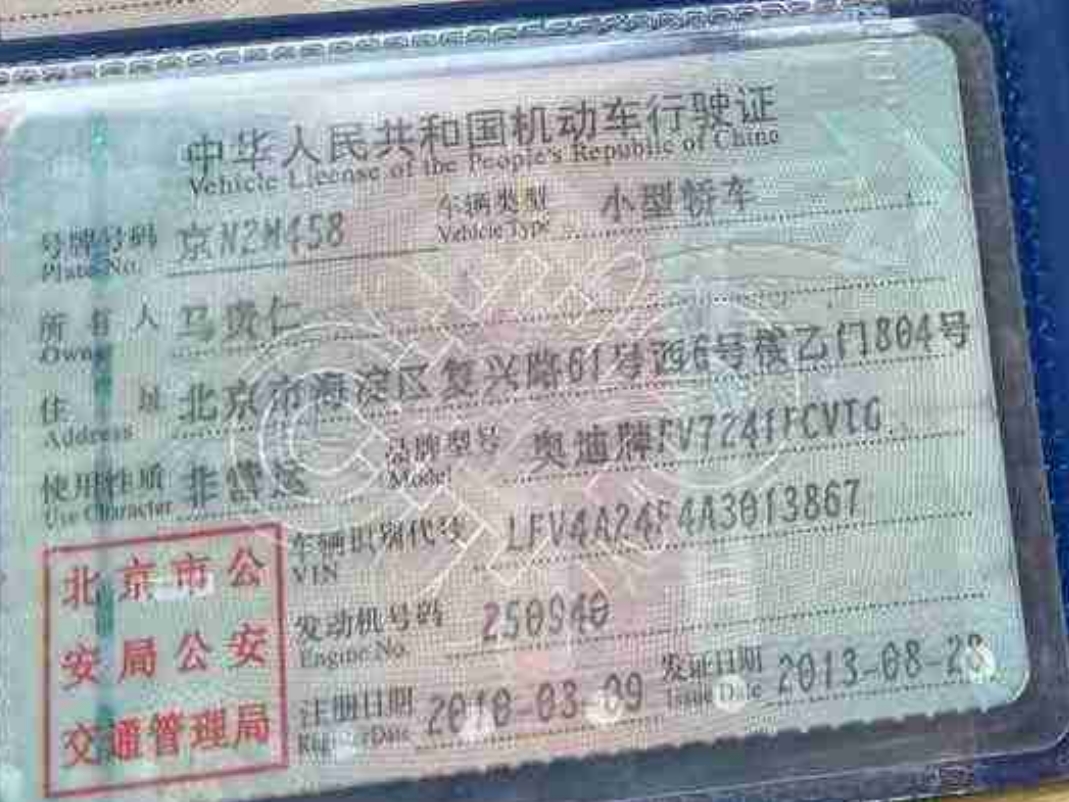 中华人民共和国机动车行驶证
Vehicle License of the People's Republic of China
号牌号码 京N2M458 车辆类型 小型轿车
Plate No. Vehicle Type
所有人 马贵仁
Owner
住址 北京市海淀区复兴路61号西6号楼乙门804号
Address
使用性质 非营运 品牌型号 奥迪牌FV7241FCVTG
Use Character Model
车辆识别代号 LFV4A24F4A3013867
VIN
发动机号码 250940
Engine No.
注册日期 2010-03-09 发证日期 2013-08-28
Register Date Issue Date
北京市公
安局公安
交通管理局